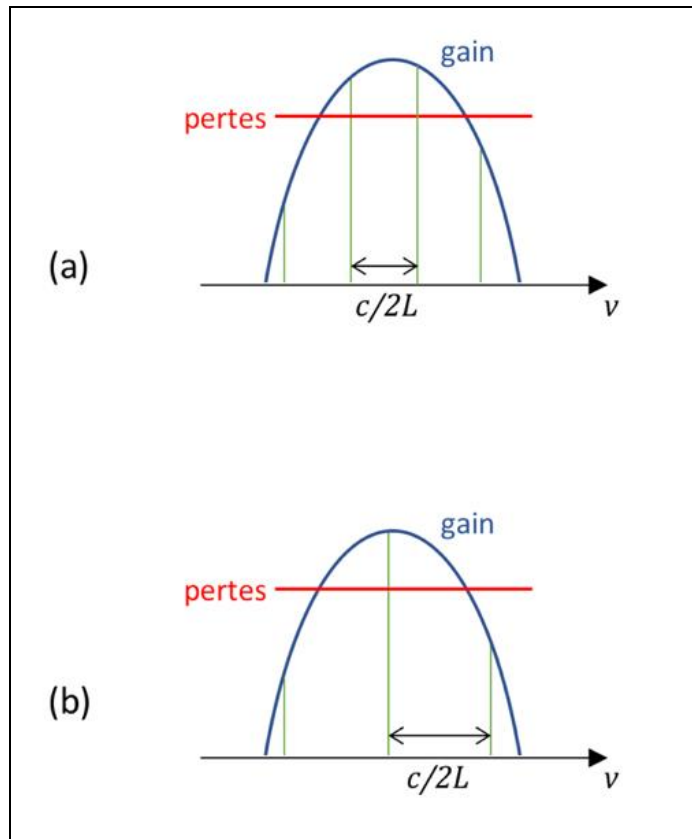 gain
pertes
(a)
c/2L
ν
gain
pertes
(b)
c/2L
ν